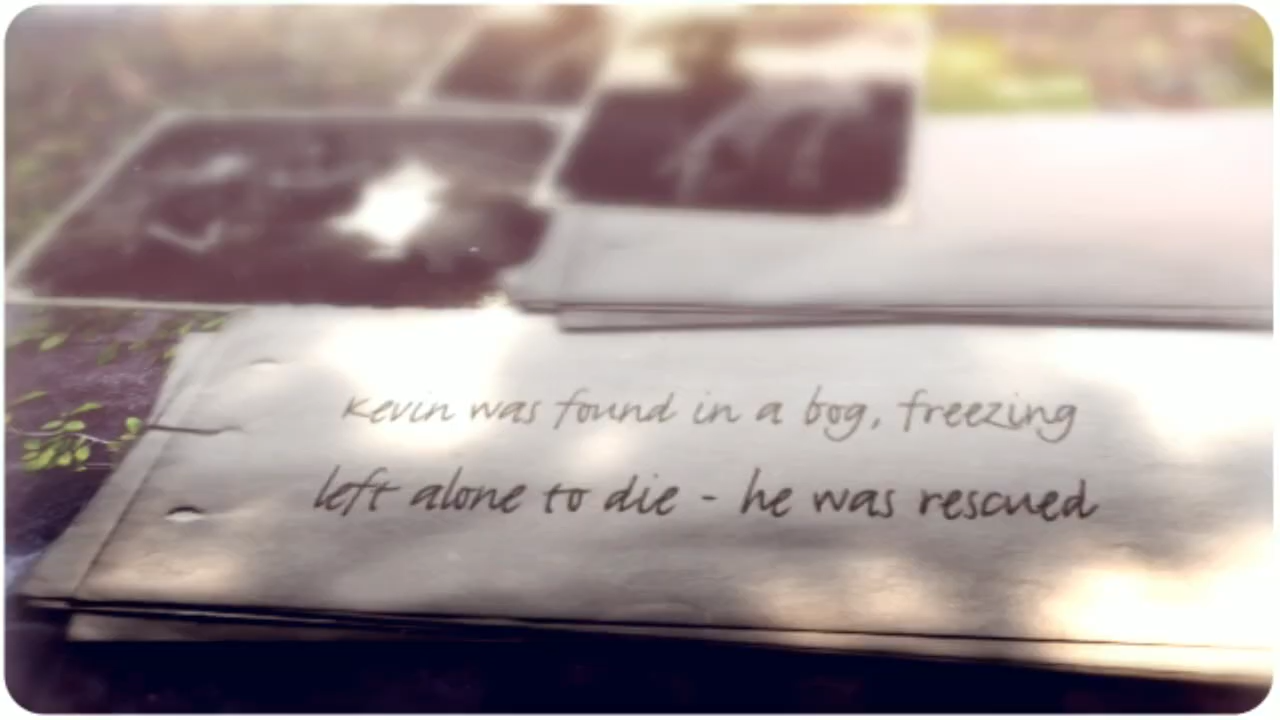 Kevin was found in a bog, freezing
left alone to die - he was rescued